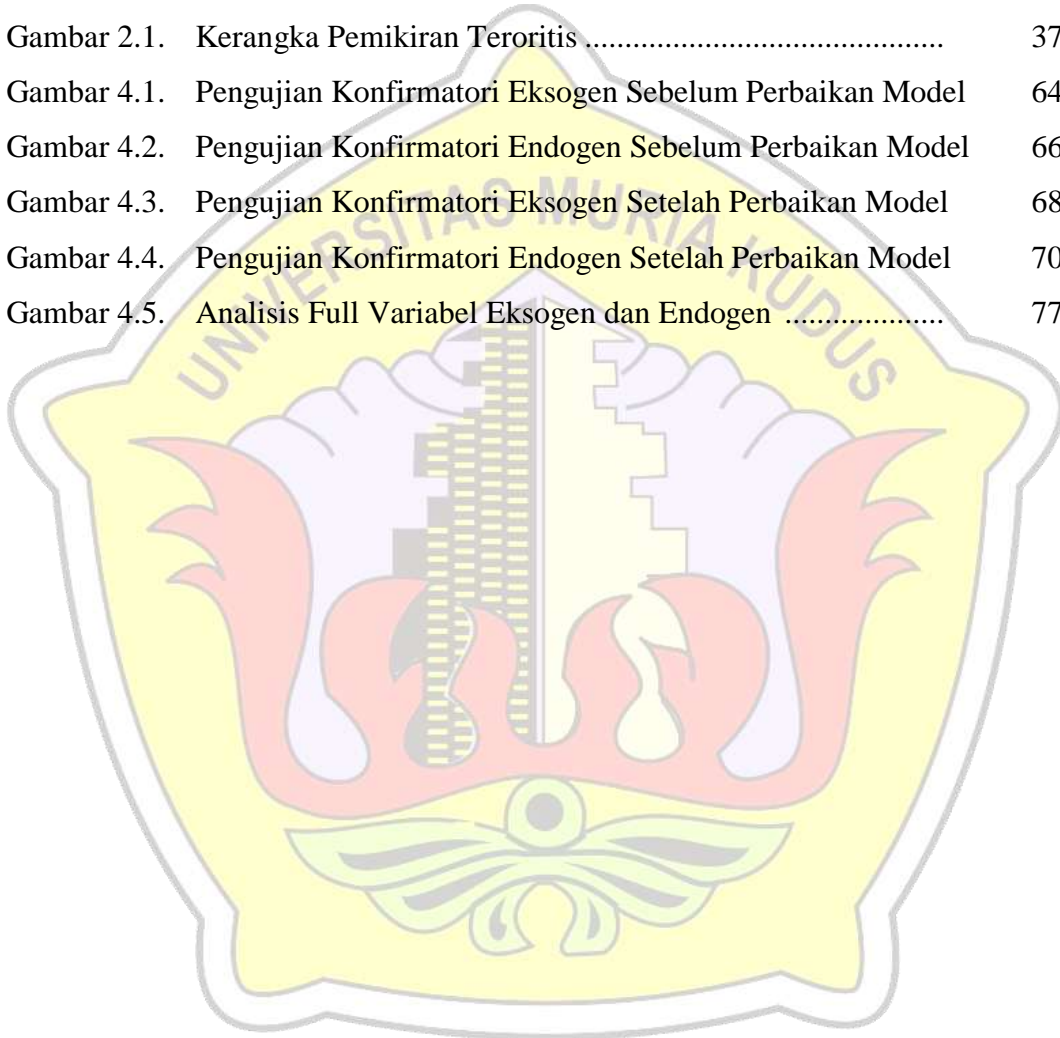 Gambar 2.1. Kerangka Pemikiran Teroritis ............................................ 37
Gambar 4.1. Pengujian Konfirmatori Eksogen Sebelum Perbaikan Model 64
Gambar 4.2. Pengujian Konfirmatori Endogen Sebelum Perbaikan Model 66
Gambar 4.3. Pengujian Konfirmatori Eksogen Setelah Perbaikan Model 68
Gambar 4.4. Pengujian Konfirmatori Endogen Setelah Perbaikan Model 70
Gambar 4.5. Analisis Full Variabel Eksogen dan Endogen .................... 77
UNIVERSITAS MURIA KUDUS